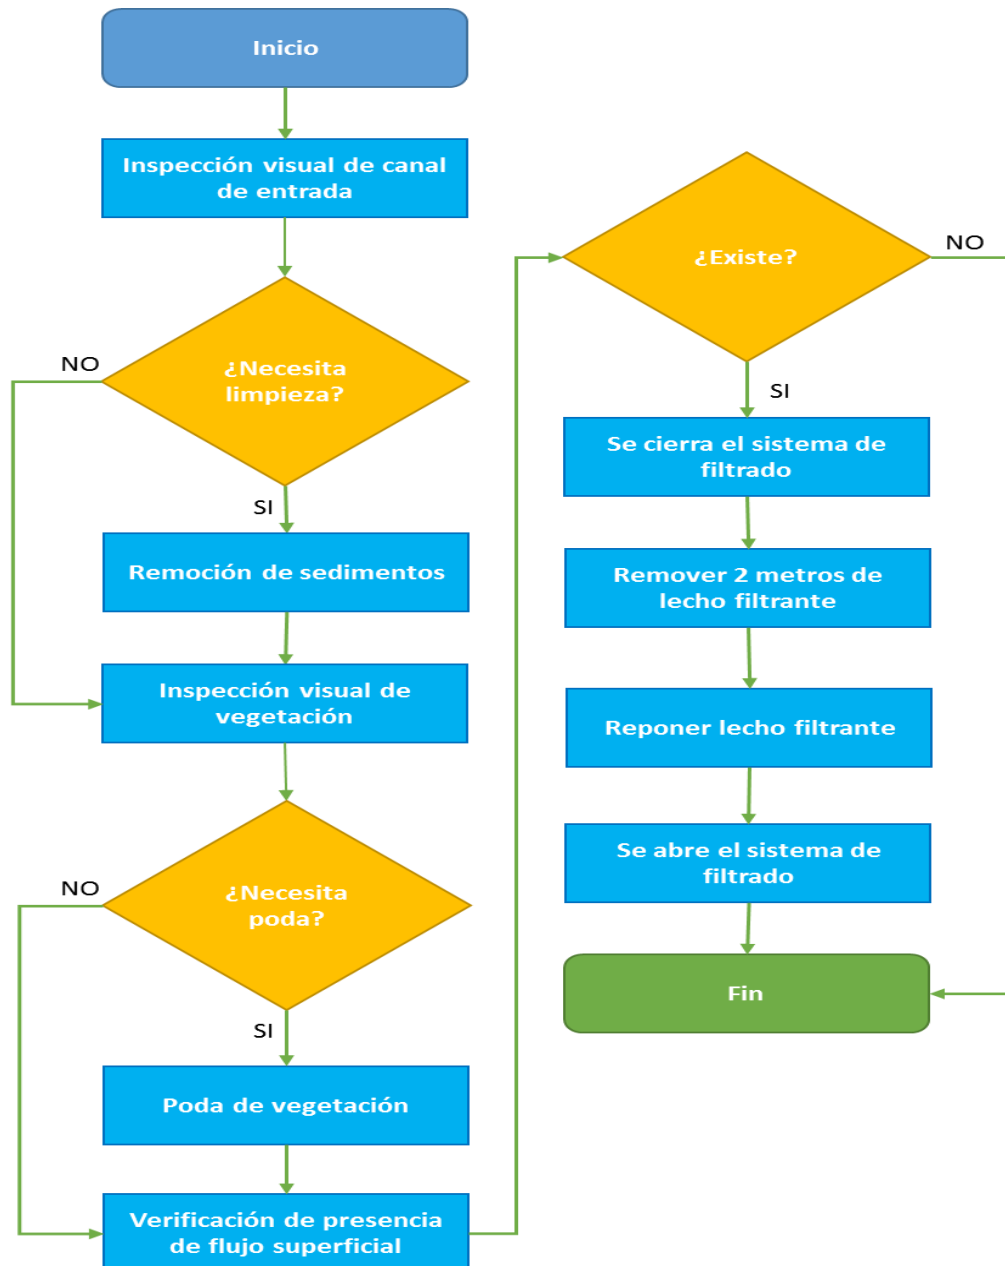 Inicio
Inspección visual de canal
de entrada
¿Necesita
limpieza?
NO
SI
Remoción de sedimentos
Inspección visual de
vegetación
¿Necesita
poda?
NO
SI
Poda de vegetación
Verificación de presencia
de flujo superficial
¿Existe?
NO
SI
Se cierra el sistema de
filtrado
Remover 2 metros de
lecho filtrante
Reponer lecho filtrante
Se abre el sistema de
filtrado
Fin